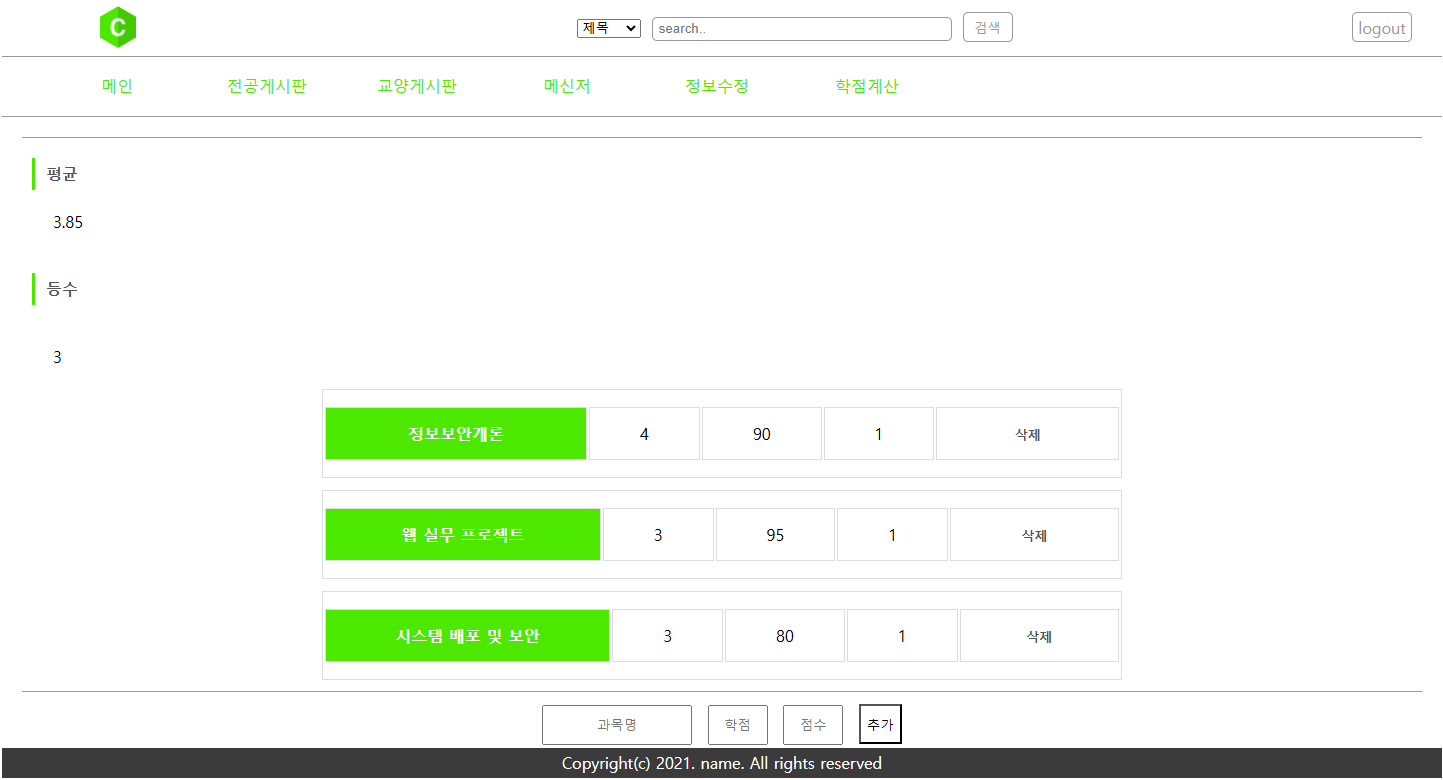 C 제목 search.. 검색 logout
메인 전공게시판 교양게시판 메신저 정보수정 학점계산
평균
3.85
등수
3
정보보안개론 4 90 1 삭제
웹 실무 프로젝트 3 95 1 삭제
시스템 배포 및 보안 3 80 1 삭제
과목명 학점 점수 추가
Copyright(c) 2021. name. All rights reserved